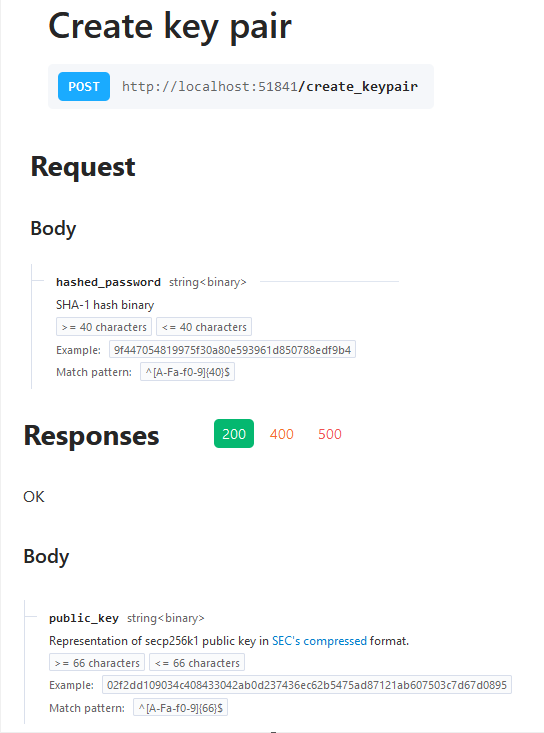 Create key pair
POST http://localhost:51841/create_keypair
Request
Body
hashed_password string<binary>
SHA-1 hash binary
>= 40 characters <= 40 characters
Example: 9f447054819975f30a80e593961d850788edf9b4
Match pattern: ^[A-Fa-f0-9]{40}$
Responses 200 400 500
OK
Body
public_key string<binary>
Representation of secp256k1 public key in SEC's compressed format.
>= 66 characters <= 66 characters
Example: 02f2dd109034c408433042ab0d237436ec62b5475ad87121ab607503c7d67d0895
Match pattern: ^[A-Fa-f0-9]{66}$